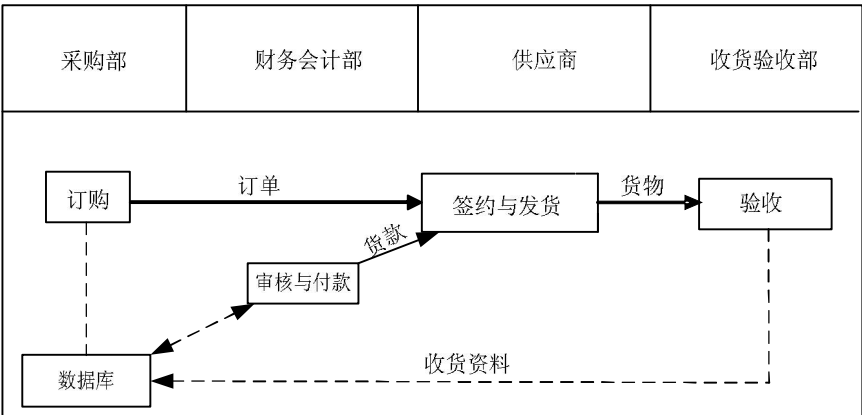 采购部
财务会计部
供应商
收货验收部
订购
订单
签约与发货
货物
验收
货款
审核与付款
收货资料
数据库